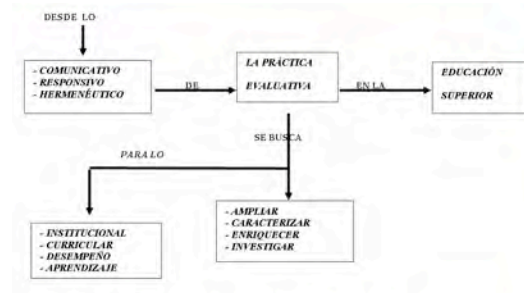 DESDE LO
- COMUNICATIVO
- RESPONSIVO
- HERMENÉUTICO
DE
LA PRÁCTICA
EVALUATIVA
EN LA
EDUCACIÓN
SUPERIOR
SE BUSCA
PARA LO
- INSTITUCIONAL
- CURRICULAR
- DESEMPEÑO
- APRENDIZAJE
- AMPLIAR
- CARACTERIZAR
- ENRIQUECER
- INVESTIGAR